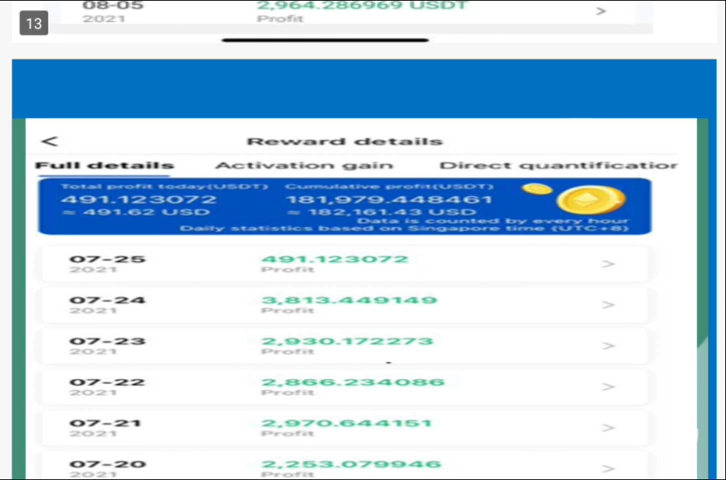 13
08-05
2,964.286969 USDT
2021
Profit
<
Reward details
Full details
Activation gain
Direct quantification
Total profit today(USDT)
Cumulative profit(USDT)
491.123072
181,979.448461
≈ 491.62 USD
≈ 182,161.43 USD
Data is counted by every hour
Daily statistics based on Singapore time (UTC+8)
07-25
491.123072
>
2021
Profit
07-24
3,813.449149
>
2021
Profit
07-23
2,930.172273
>
2021
Profit
07-22
2,866.234086
>
2021
Profit
07-21
2,970.644151
>
2021
Profit
07-20
2,253.079946
>
2021
Profit